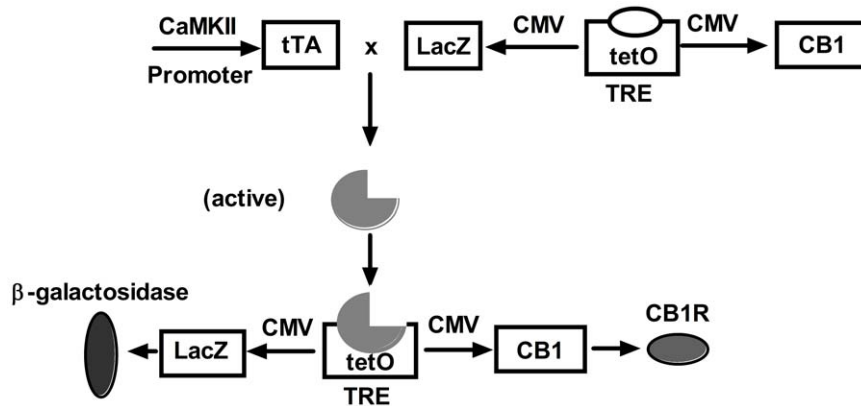 CaMKII
Promoter
tTA
x
LacZ
CMV
tetO
TRE
CMV
CB1
(active)
β-galactosidase
LacZ
CMV
tetO
TRE
CMV
CB1
CB1R